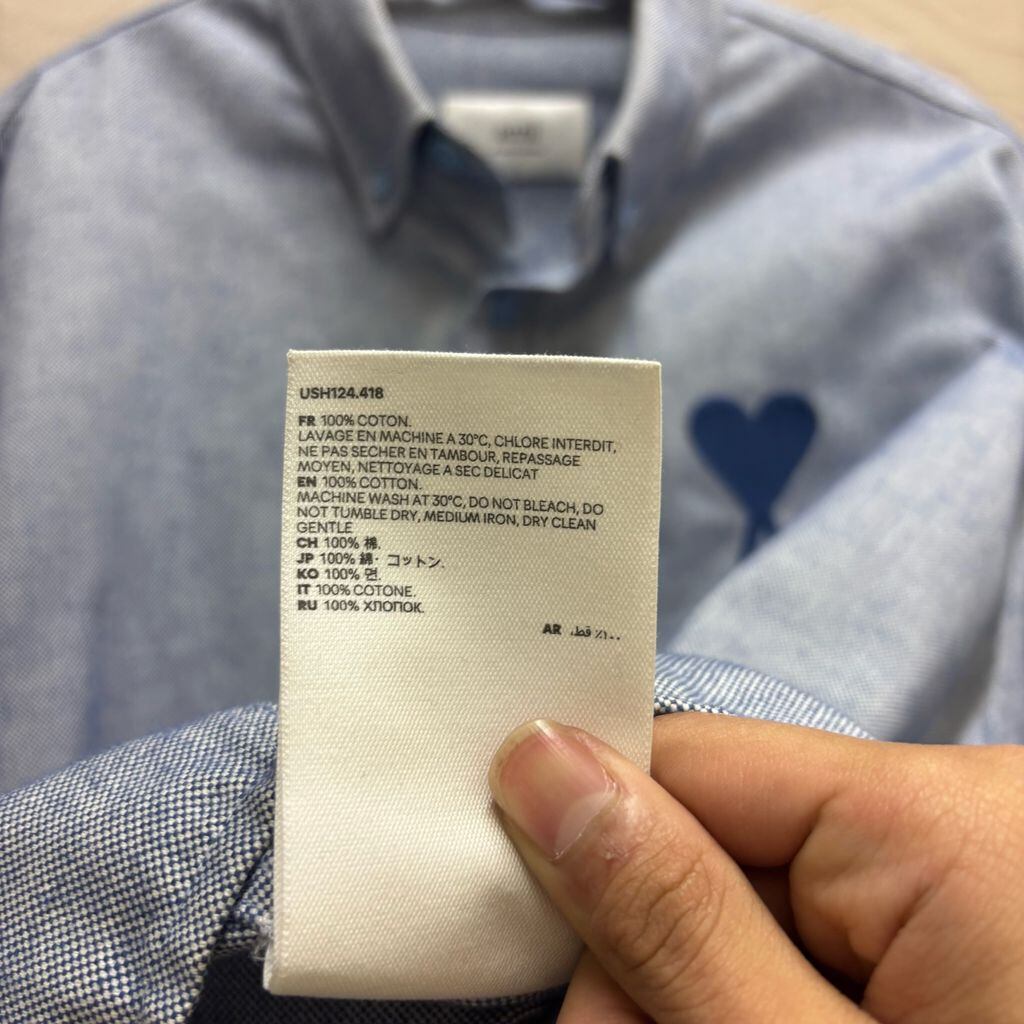 USH124.418
FR 100% COTON.
LAVAGE EN MACHINE A 30°C, CHLORE INTERDIT,
NE PAS SECHER EN TAMBOUR, REPASSAGE
MOYEN, NETTOYAGE A SEC DELICAT
EN 100% COTTON.
MACHINE WASH AT 30°C, DO NOT BLEACH, DO
NOT TUMBLE DRY, MEDIUM IRON, DRY CLEAN
GENTLE
CH 100% 棉.
JP 100% 綿・コットン.
KO 100% 면.
IT 100% COTONE.
RU 100% ХЛОПОК.
AR ١٠٠٪ قط.